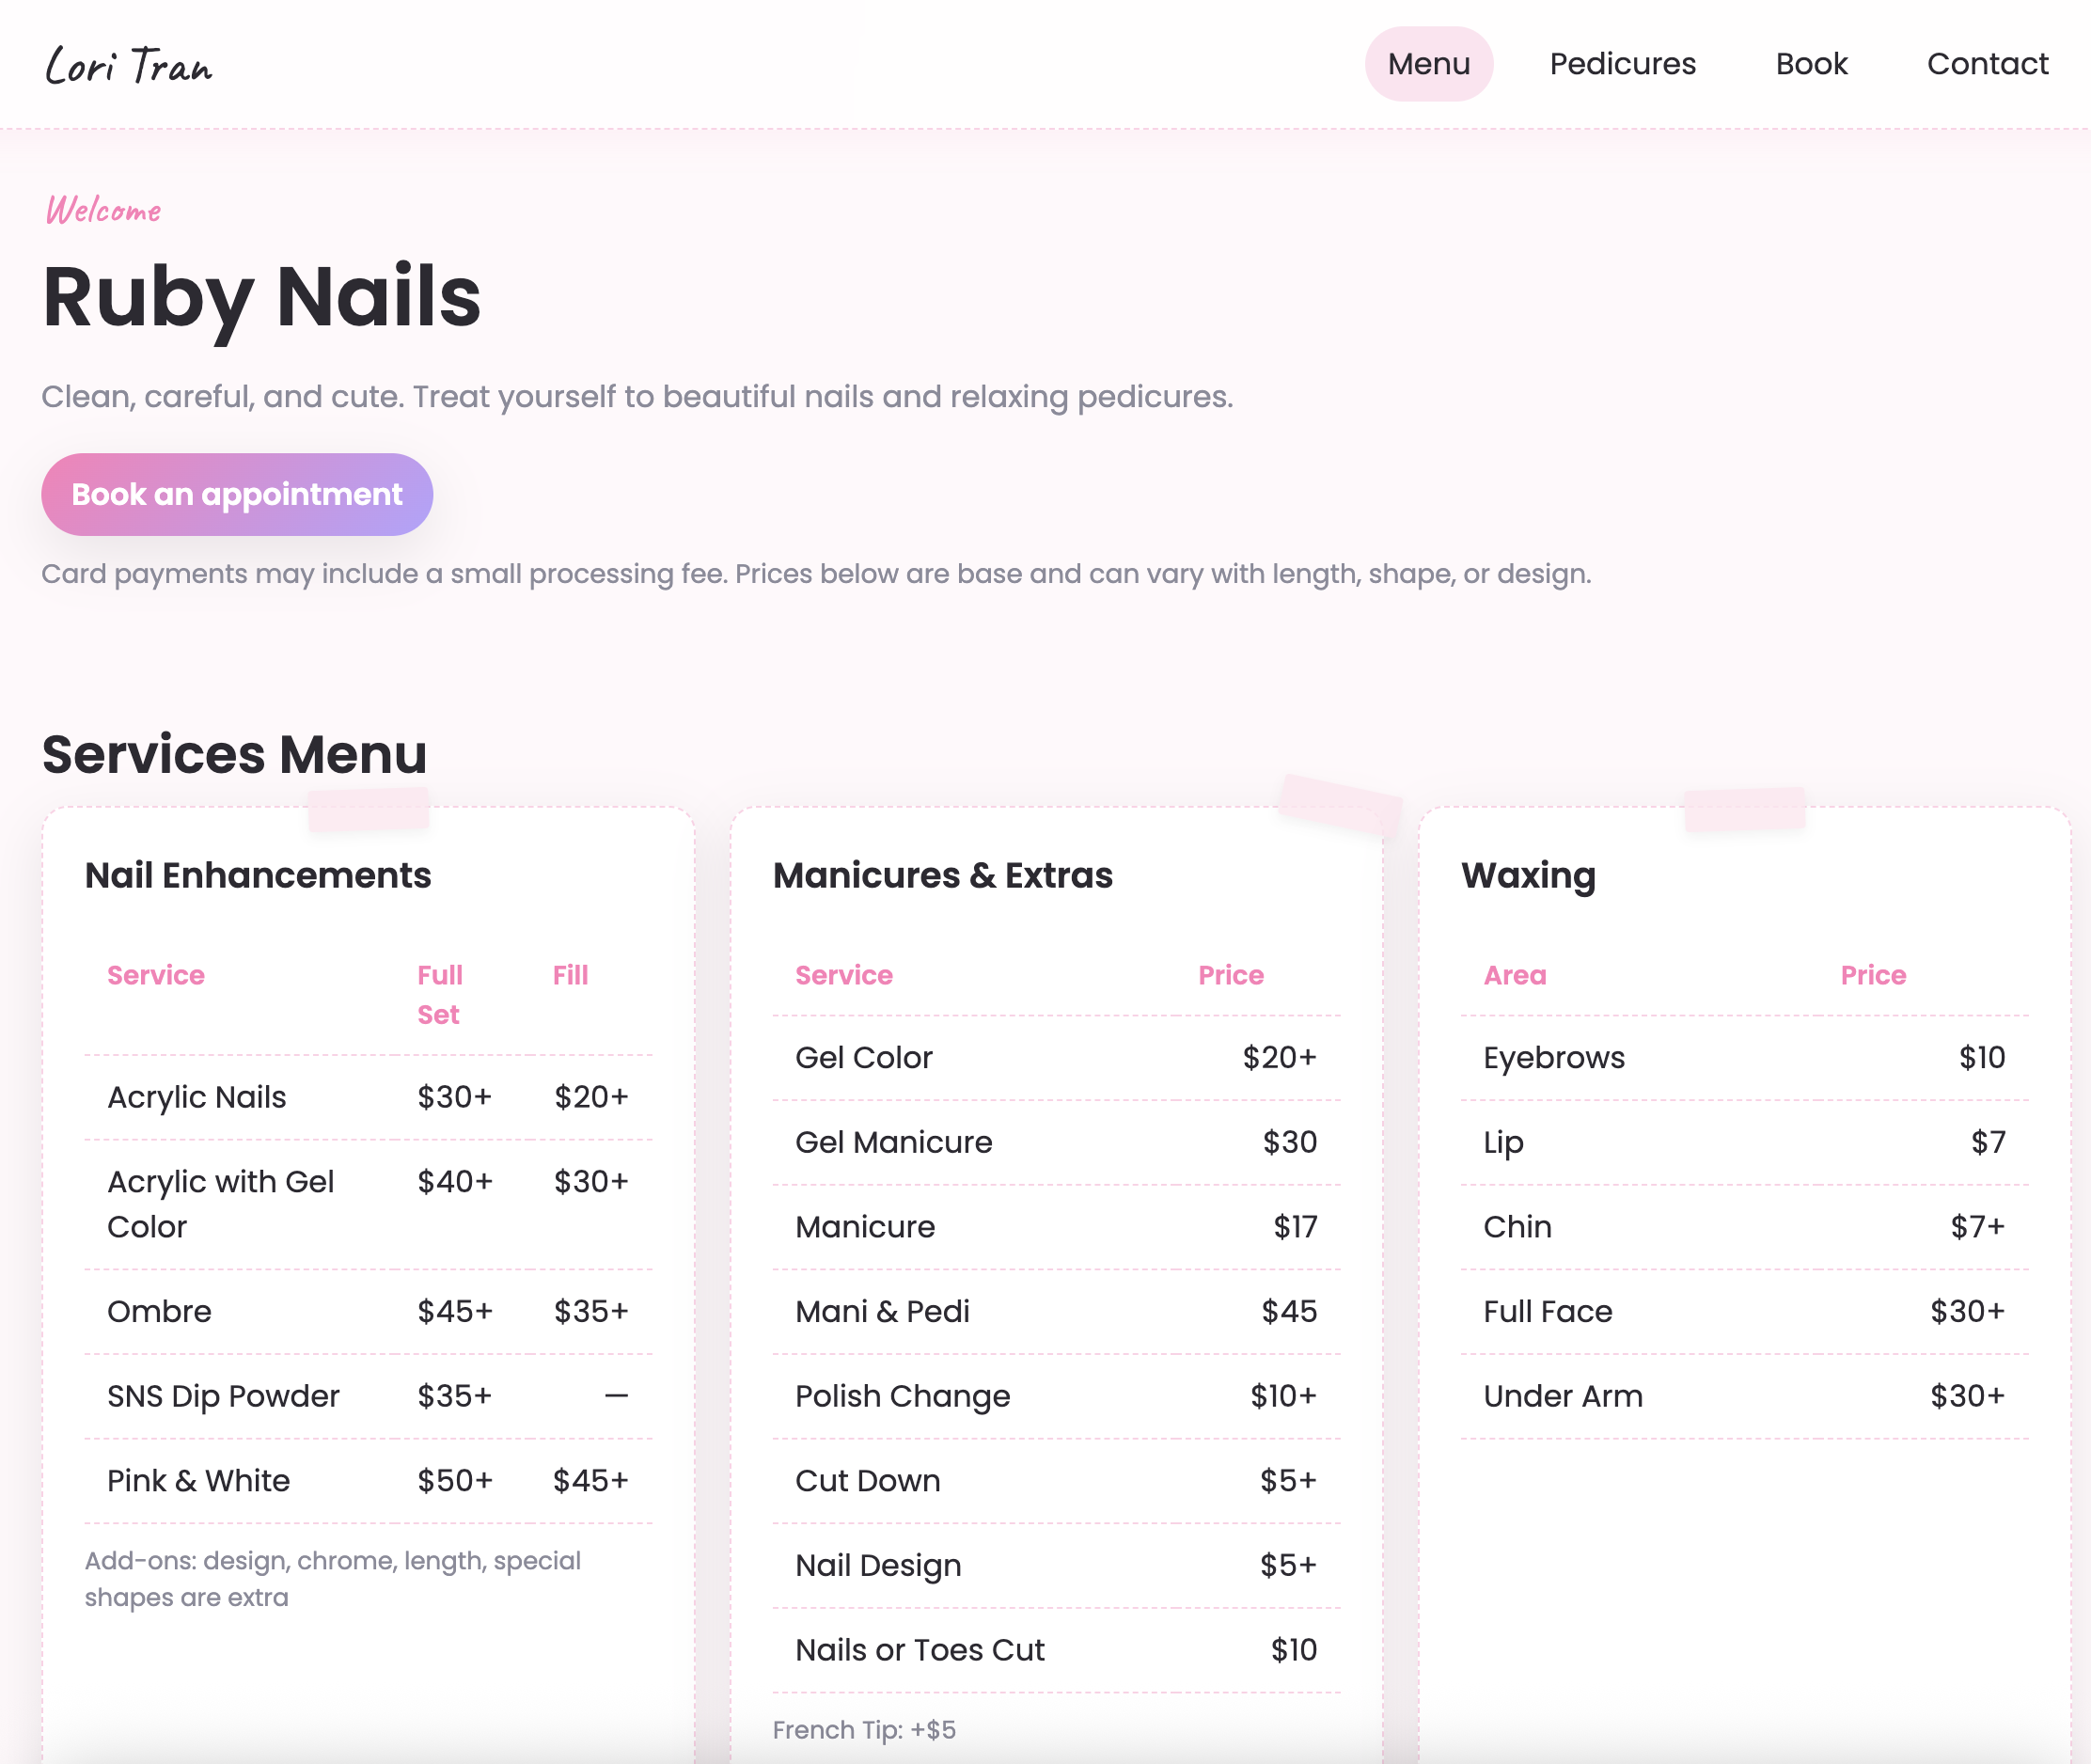 Lori Tran
Menu Pedicures Book Contact
Welcome
Ruby Nails
Clean, careful, and cute. Treat yourself to beautiful nails and relaxing pedicures.
Book an appointment
Card payments may include a small processing fee. Prices below are base and can vary with length, shape, or design.
Services Menu
Nail Enhancements
Service Full Set Fill
Acrylic Nails $30+ $20+
Acrylic with Gel Color $40+ $30+
Ombre $45+ $35+
SNS Dip Powder $35+ —
Pink & White $50+ $45+
Add-ons: design, chrome, length, special
shapes are extra
Manicures & Extras
Service Price
Gel Color $20+
Gel Manicure $30
Manicure $17
Mani & Pedi $45
Polish Change $10+
Cut Down $5+
Nail Design $5+
Nails or Toes Cut $10
French Tip: +$5
Waxing
Area Price
Eyebrows $10
Lip $7
Chin $7+
Full Face $30+
Under Arm $30+